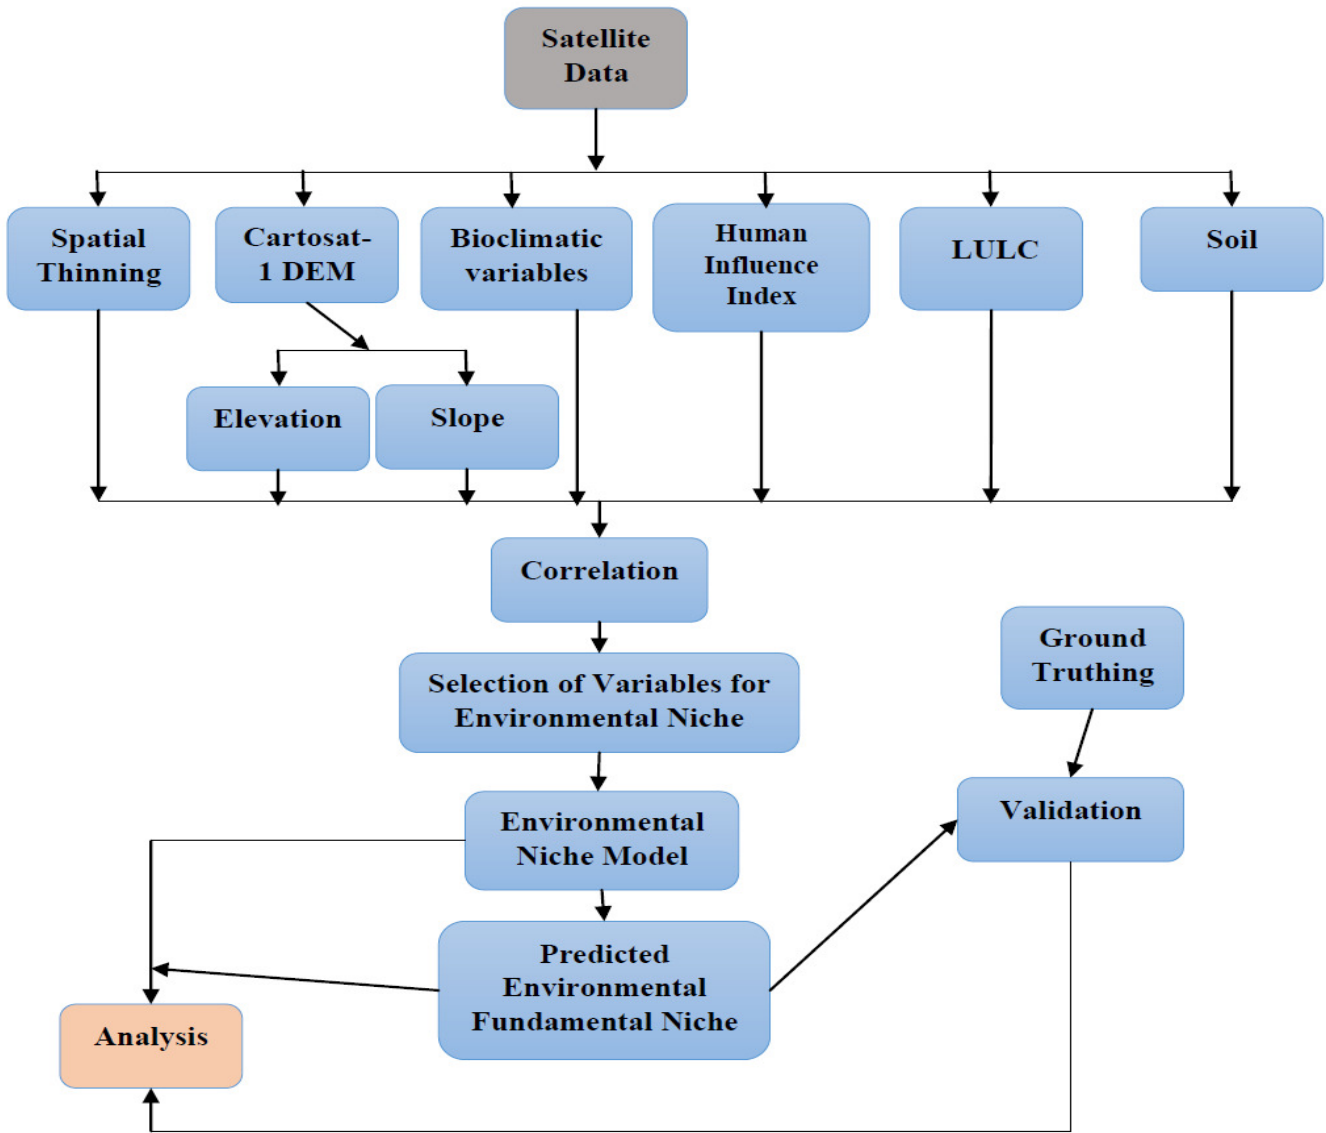 Satellite
Data
Spatial
Thinning
Cartosat-
1 DEM
Bioclimatic
variables
Human
Influence
Index
LULC
Soil
Elevation
Slope
Correlation
Selection of Variables for
Environmental Niche
Ground
Truthing
Environmental
Niche Model
Validation
Predicted
Environmental
Fundamental Niche
Analysis